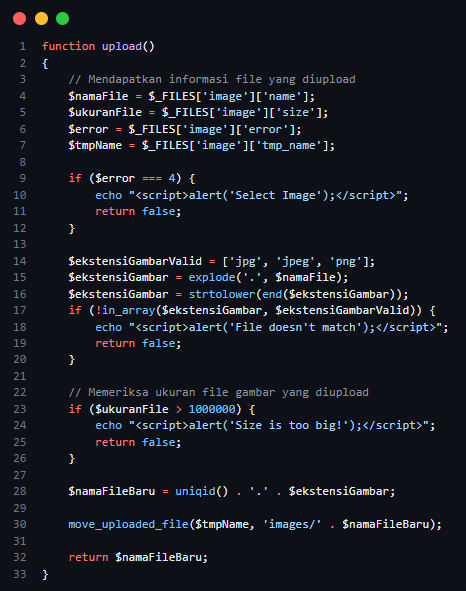 1 function upload()
2 {
3 // Mendapatkan informasi file yang diupload
4 $namaFile = $_FILES['image']['name'];
5 $ukuranFile = $_FILES['image']['size'];
6 $error = $_FILES['image']['error'];
7 $tmpName = $_FILES['image']['tmp_name'];
8
9 if ($error === 4) {
10 echo "<script>alert('Select Image');</script>";
11 return false;
12 }
13
14 $ekstensiGambarValid = ['jpg', 'jpeg', 'png'];
15 $ekstensiGambar = explode('.', $namaFile);
16 $ekstensiGambar = strtolower(end($ekstensiGambar));
17 if (!in_array($ekstensiGambar, $ekstensiGambarValid)) {
18 echo "<script>alert('File doesn't match');</script>";
19 return false;
20 }
21
22 // Memeriksa ukuran file gambar yang diupload
23 if ($ukuranFile > 1000000) {
24 echo "<script>alert('Size is too big!');</script>";
25 return false;
26 }
27
28 $namaFileBaru = uniqid() . '.' . $ekstensiGambar;
29
30 move_uploaded_file($tmpName, 'images/' . $namaFileBaru);
31
32 return $namaFileBaru;
33 }